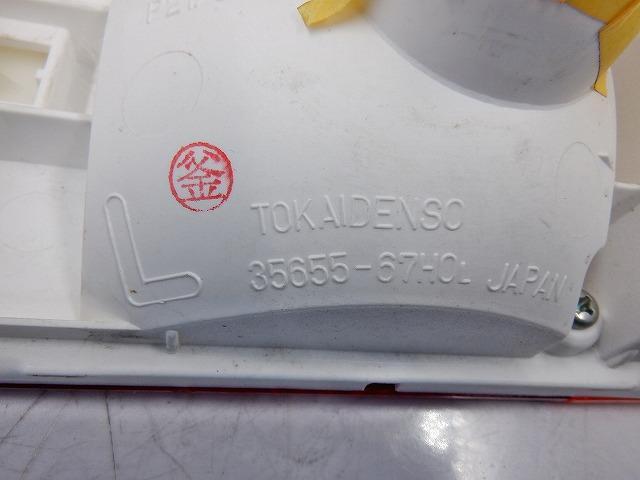 釜
TOKAIDENSO
35655-67H0L JAPAN
L